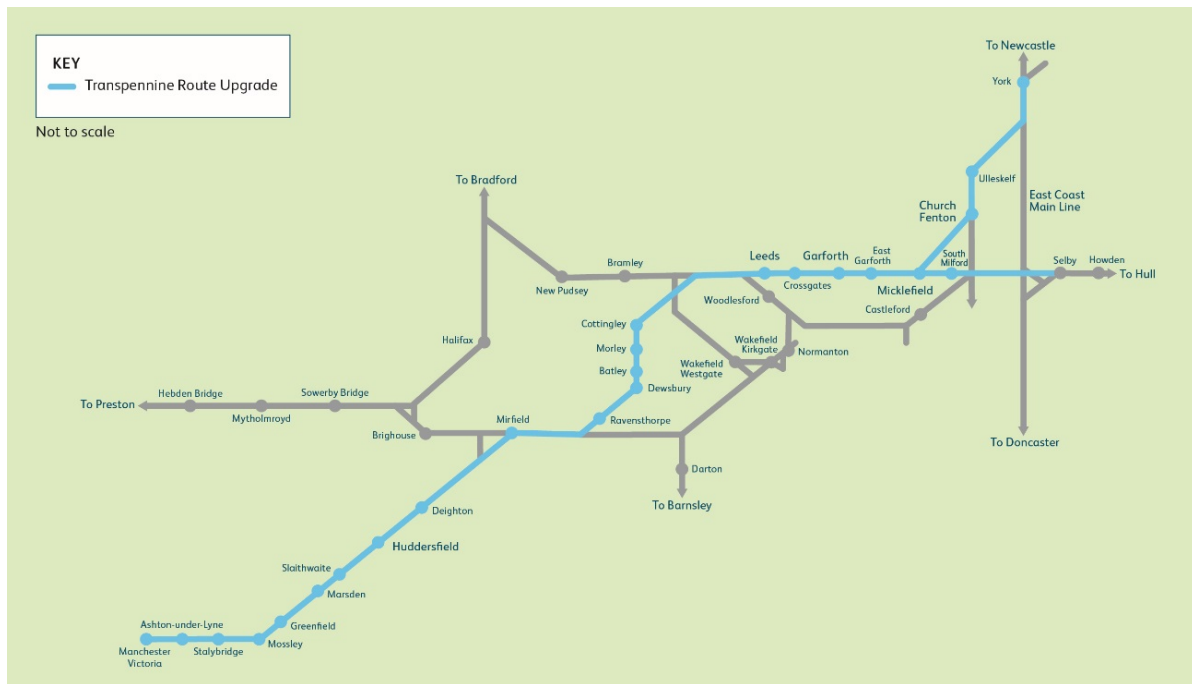 KEY
Transpennine Route Upgrade
Not to scale
To Newcastle
York
Ulleskelf
Church
Fenton
East Coast
Main Line
To Bradford
Bramley
New Pudsey
Leeds
Crossgates
Garforth
East
Garforth
Micklefield
South
Milford
Selby
Howden
To Hull
Woodlesford
Castleford
Cottingley
Morley
Batley
Dewsbury
Wakefield
Kirkgate
Wakefield
Westgate
Normanton
Halifax
To Preston
Hebden Bridge
Mytholmroyd
Sowerby Bridge
Brighouse
Mirfield
Ravensthorpe
To Doncaster
Darton
To Barnsley
Deighton
Huddersfield
Slaithwaite
Marsden
Greenfield
Ashton-under-Lyne
Mossley
Manchester
Victoria
Stalybridge